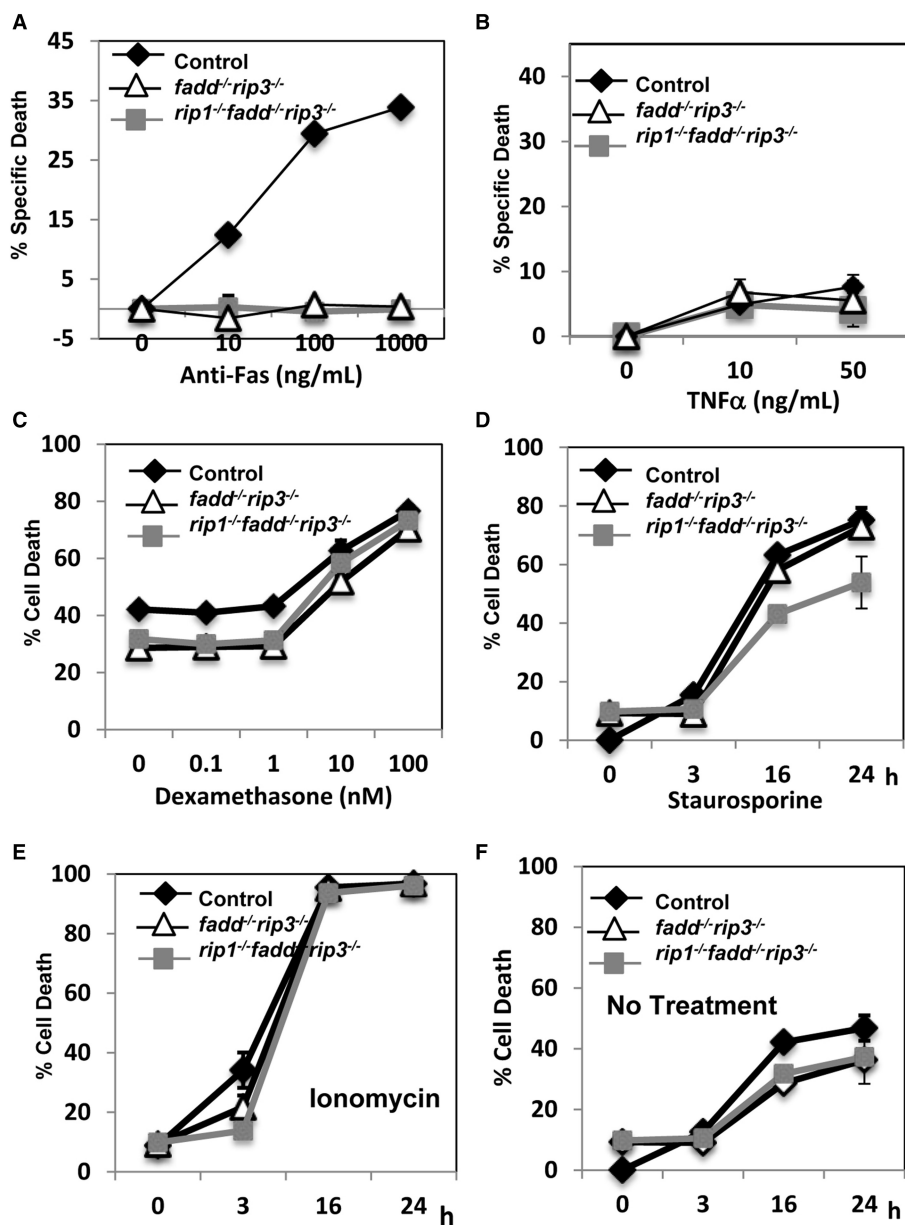 A
% Specific Death
45
35
25
15
5
-5
Control
fadd-/-rip3-/-
rip1-/-fadd-/-rip3-/-
0 10 100 1000
Anti-Fas (ng/mL)
B
% Specific Death
40
30
20
10
0
Control
fadd-/-rip3-/-
rip1-/-fadd-/-rip3-/-
0 10 50
TNFα (ng/mL)
C
% Cell Death
100
80
60
40
20
0
Control
fadd-/-rip3-/-
rip1-/-fadd-/-rip3-/-
0 0.1 1 10 100
Dexamethasone (nM)
D
% Cell Death
100
80
60
40
20
0
Control
fadd-/-rip3-/-
rip1-/-fadd-/-rip3-/-
0 3 16 24 h
Staurosporine
E
% Cell Death
100
80
60
40
20
0
Control
fadd-/-rip3-/-
rip1-/-fadd-/-rip3-/-
Ionomycin
0 3 16 24 h
F
% Cell Death
100
80
60
40
20
0
Control
fadd-/-rip3-/-
rip1-/-fadd-/-rip3-/-
No Treatment
0 3 16 24 h